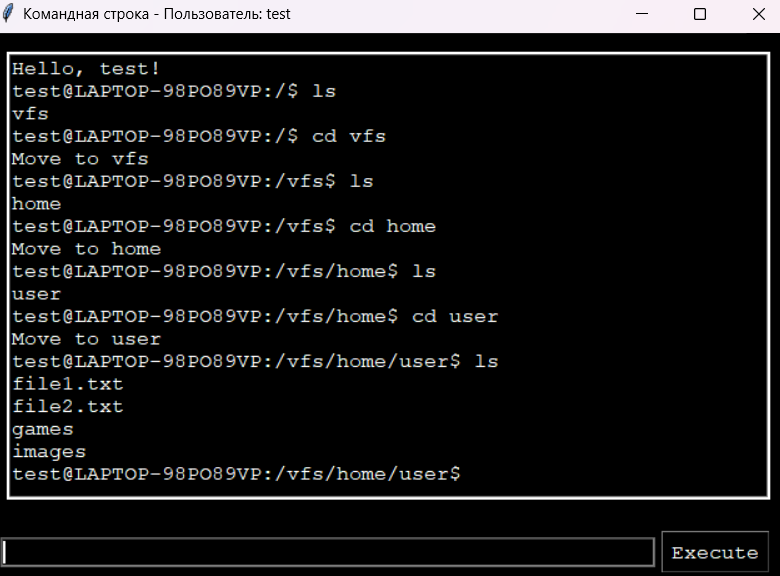 Командная строка - Пользователь: test
Hello, test!
test@LAPTOP-98PO89VP:/$ ls
vfs
test@LAPTOP-98PO89VP:/$ cd vfs
Move to vfs
test@LAPTOP-98PO89VP:/vfs$ ls
home
test@LAPTOP-98PO89VP:/vfs$ cd home
Move to home
test@LAPTOP-98PO89VP:/vfs/home$ ls
user
test@LAPTOP-98PO89VP:/vfs/home$ cd user
Move to user
test@LAPTOP-98PO89VP:/vfs/home/user$ ls
file1.txt
file2.txt
games
images
test@LAPTOP-98PO89VP:/vfs/home/user$
Execute